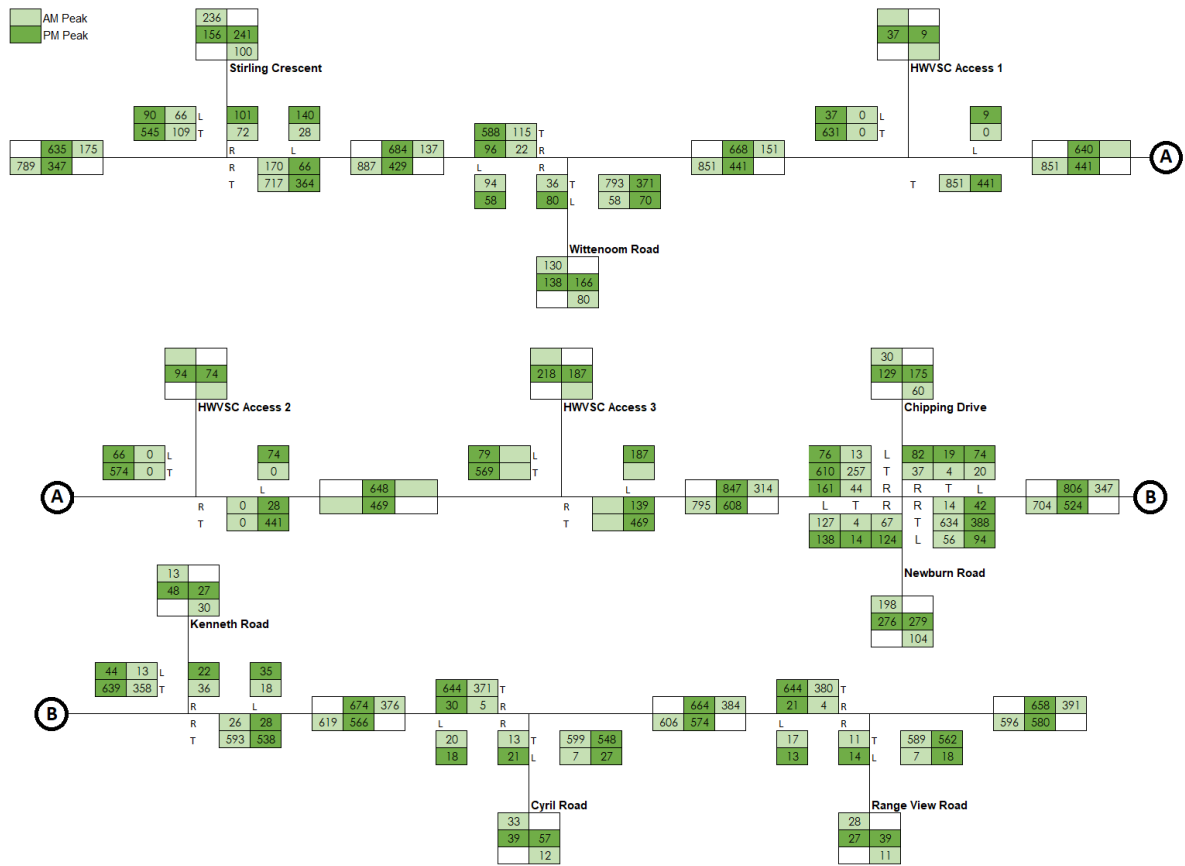 AM Peak
PM Peak
236
156 241
100
Stirling Crescent
37 9
HWVSC Access 1
90 66 L
545 109 T
101
72
140
28
R L
635 175
789 347
R 170 66
T 717 364
684 137
887 429
588 115 T
96 22 R
L R
94
58
36
80
T 793 371
L 58 70
668 151
851 441
37 0 L
631 0 T
9
0
L
T 851 441
640
851 441
A
Wittenoom Road
130
138 166
80
94 74
HWVSC Access 2
218 187
HWVSC Access 3
30
129 175
60
Chipping Drive
A
66 0 L
574 0 T
74
0
L
R 0 28
T 0 441
648
469
79 L
569 T
187
L
R 139
T 469
847 314
795 608
76 13 L
610 257 T
161 44 R
82 19 74
37 4 20
R T L
L T R
127 4 67
138 14 124
R 14 42
T 634 388
L 56 94
806 347
704 524
B
Newburn Road
198
276 279
104
13
48 27
30
Kenneth Road
B
44 13 L
639 358 T
22
36
35
18
R L
R 26 28
T 593 538
674 376
619 566
644 371 T
30 5 R
L R
20
18
13
21
T 599 548
L 7 27
664 384
606 574
644 380 T
21 4 R
L R
17
13
11
14
T 589 562
L 7 18
658 391
596 580
Cyril Road
33
39 57
12
Range View Road
28
27 39
11